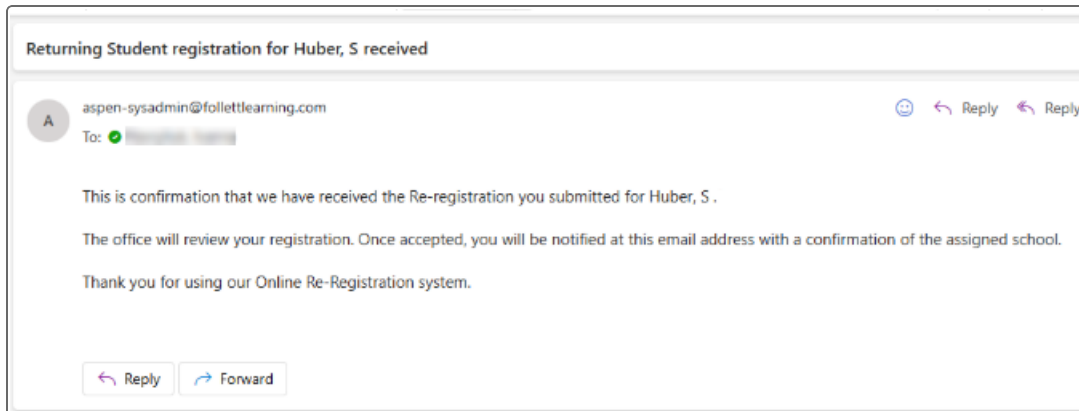 Returning Student registration for Huber, S received
A
aspen-sysadmin@follettlearning.com
Reply
Reply
To:
This is confirmation that we have received the Re-registration you submitted for Huber, S .
The office will review your registration. Once accepted, you will be notified at this email address with a confirmation of the assigned school.
Thank you for using our Online Re-Registration system.
Reply
Forward